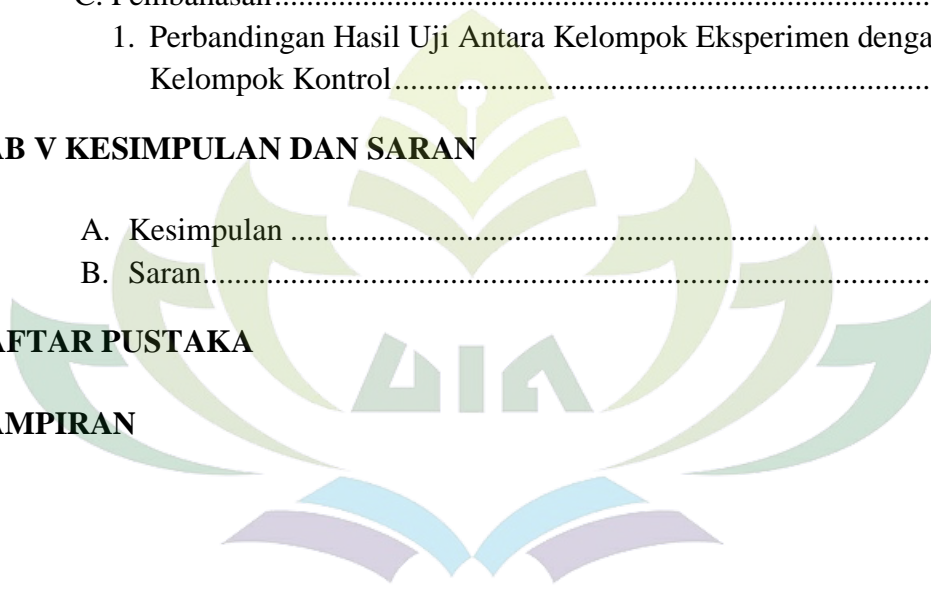 C. Pembahasan..........
1. Perbandingan Hasil Uji Antara Kelompok Eksperimen denga
Kelompok Kontrol..........
AB V KESIMPULAN DAN SARAN
A. Kesimpulan ..........
B. Saran..........
AFTAR PUSTAKA
UIN
AMPIRAN